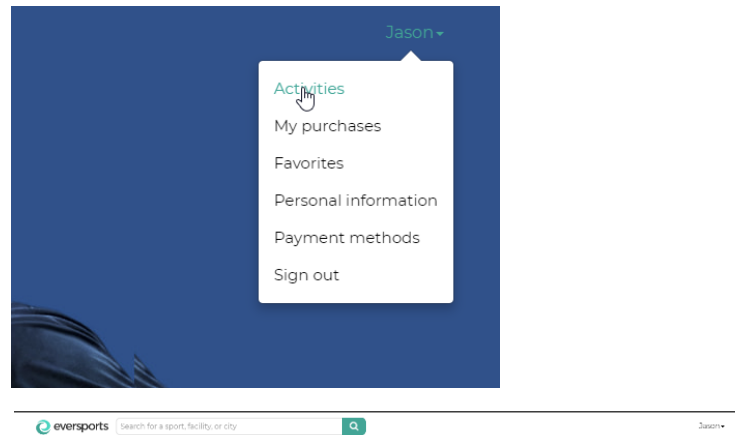 Jason
Activities
My purchases
Favorites
Personal information
Payment methods
Sign out
eversports Search for a sport, facility, or city Jason